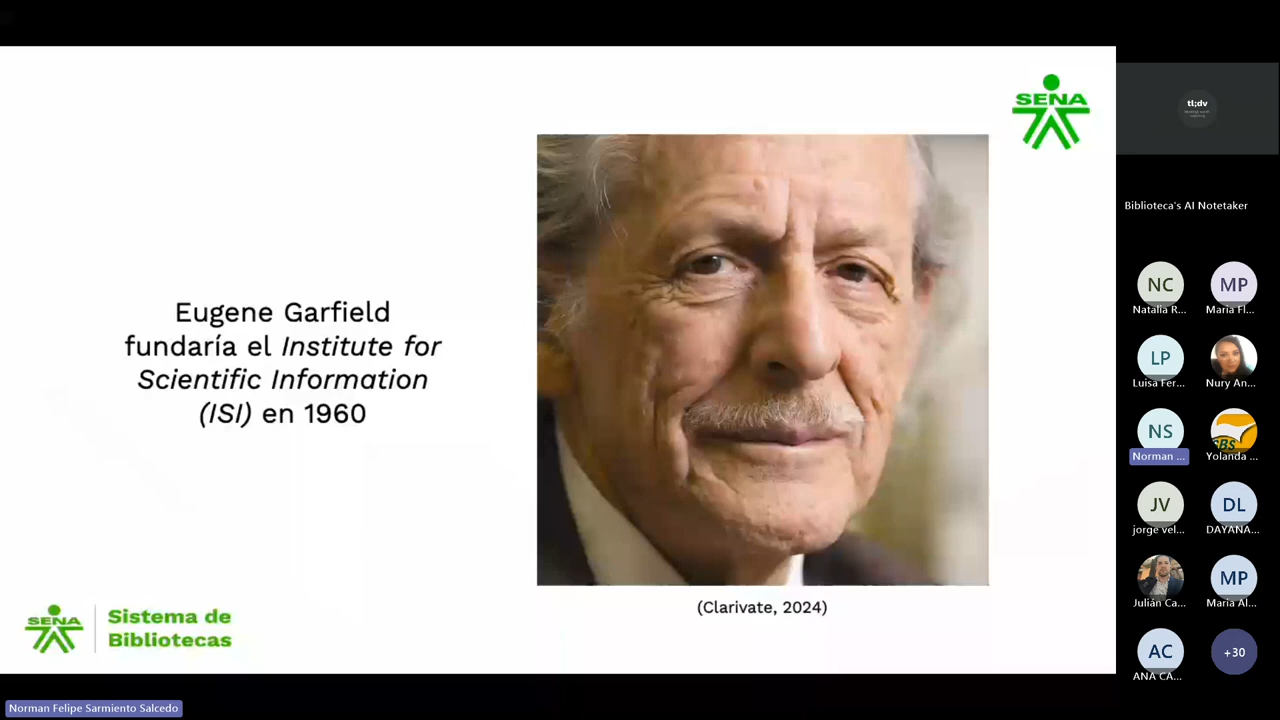 SENA
Eugene Garfield
fundaría el Institute for
Scientific Information
(ISI) en 1960
(Clarivate, 2024)
SENA
Sistema de
Bibliotecas
tl;dv
Biblioteca's AI Notetaker
NC
MP
Natalia R...
Maria Fl...
LP
Luisa Fer...
Nury An...
NS
GBS
Norman ...
Yolanda ...
JV
DL
jorge vel...
DAYANA...
MP
Julián Ca...
Maria Al...
AC
+30
ANA CA...
Norman Felipe Sarmiento Salcedo